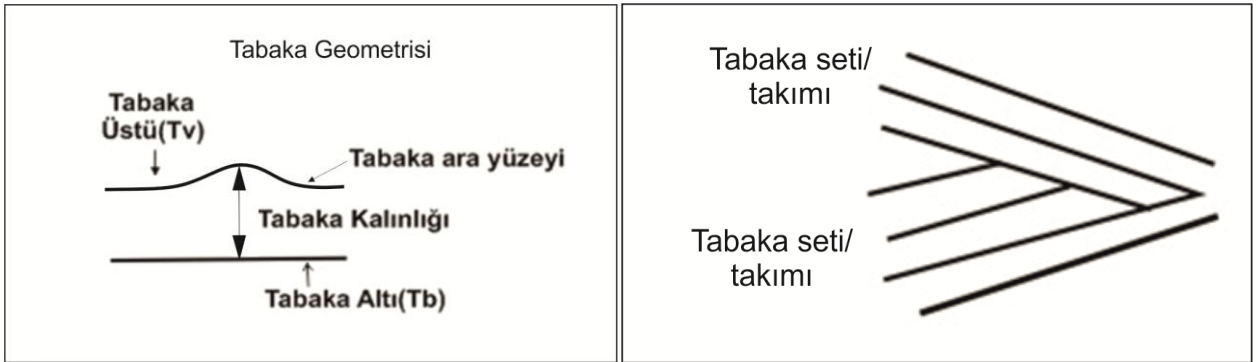 Tabaka Geometrisi
Tabaka
Üstü(Tv)
Tabaka ara yüzeyi
Tabaka Kalınlığı
Tabaka Altı(Tb)
Tabaka seti/
takımı
Tabaka seti/
takımı